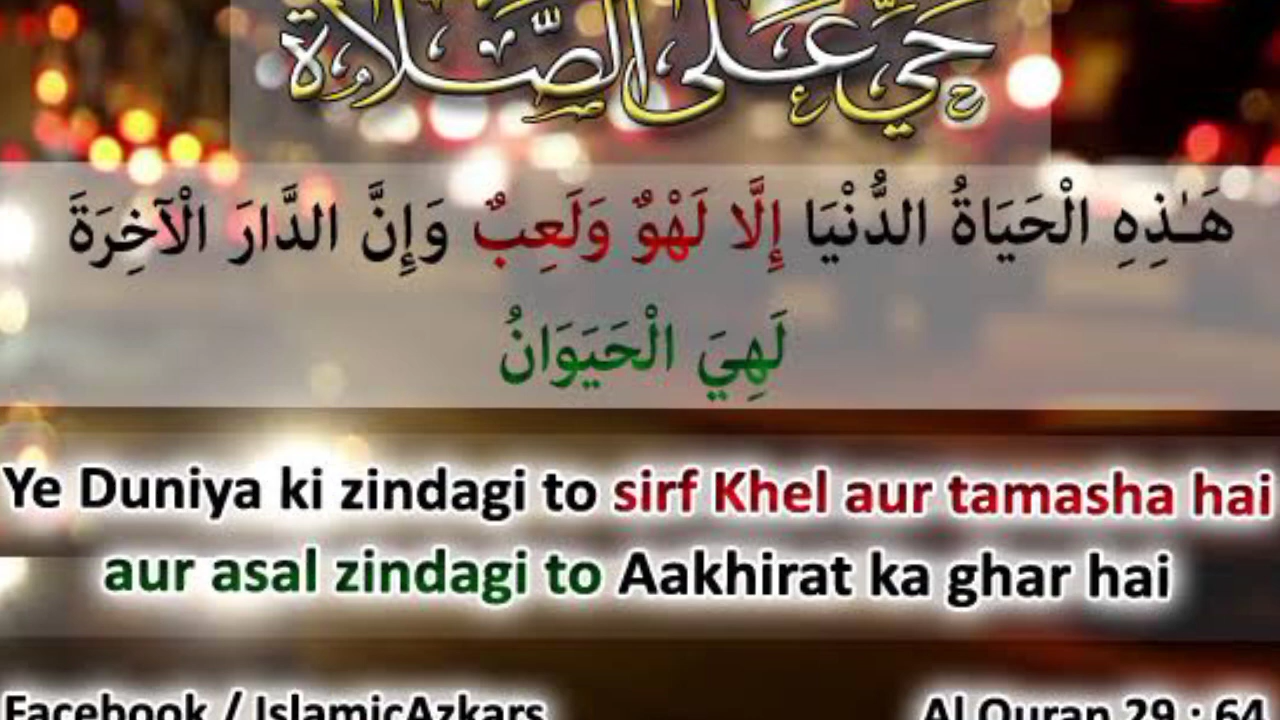 حَيَّ عَلَى الصَّلَاة
هَـٰذِهِ الْحَيَاةُ الدُّنْيَا إِلَّا لَهْوٌ وَلَعِبٌ وَإِنَّ الدَّارَ الْآخِرَةَ
لَهِيَ الْحَيَوَانُ
Ye Duniya ki zindagi to sirf Khel aur tamasha hai
aur asal zindagi to Aakhirat ka ghar hai
Facebook / IslamicAzkars
Al Quran 29 : 64